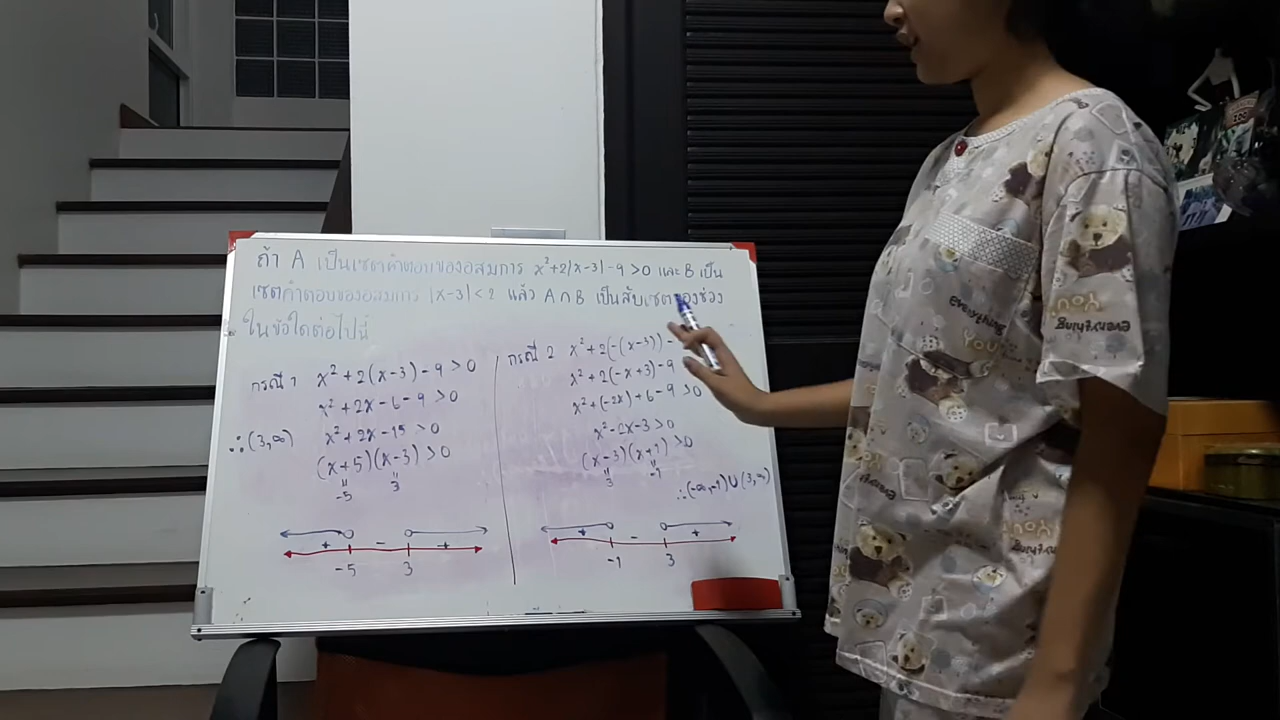 ถ้า A เป็นเซตคำตอบของอสมการ x²+2|x-3|-9>0 และ B เป็น
เซตคำตอบของอสมการ |x-3|<2 แล้ว A∩B เป็นสับเซตของช่วง
ในข้อใดต่อไปนี้
กรณี 1 x²+2(x-3)-9>0
x²+2x-6-9>0
∴(3,∞) x²+2x-15>0
(x+5)(x-3)>0
-5 3
+ - +
-5 3
กรณี 2 x²+2(-(x-3))-
x²+2(-x+3)-9
x²+(-2x)+6-9>0
x²-2x-3>0
(x-3)(x+1)>0
3 -1
∴(-∞,-1)∪(3,∞)
+ - +
-1 3
everything
YOU